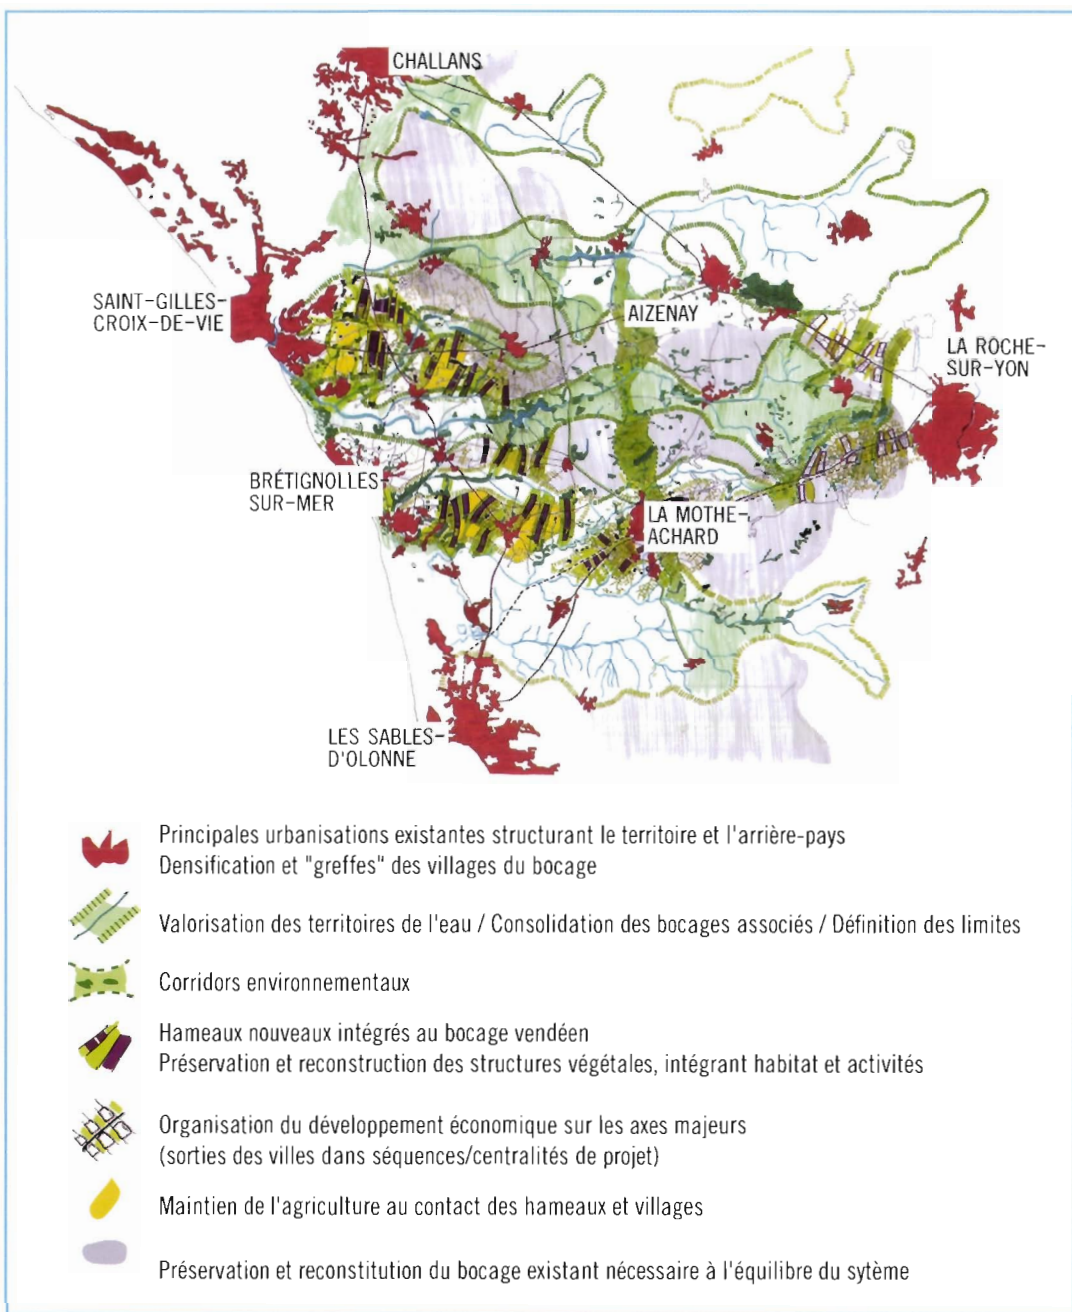 CHALLANS
SAINT-GILLES-
CROIX-DE-VIE
AIZENAY
LA ROCHE-
SUR-YON
BRÉTIGNOLLES-
SUR-MER
LA MOTHE-
ACHARD
LES SABLES-
D'OLONNE
Principales urbanisations existantes structurant le territoire et l'arrière-pays
Densification et "greffes" des villages du bocage
Valorisation des territoires de l'eau / Consolidation des bocages associés / Définition des limites
Corridors environnementaux
Hameaux nouveaux intégrés au bocage vendéen
Préservation et reconstruction des structures végétales, intégrant habitat et activités
Organisation du développement économique sur les axes majeurs
(sorties des villes dans séquences/centralités de projet)
Maintien de l'agriculture au contact des hameaux et villages
Préservation et reconstitution du bocage existant nécessaire à l'équilibre du sytème